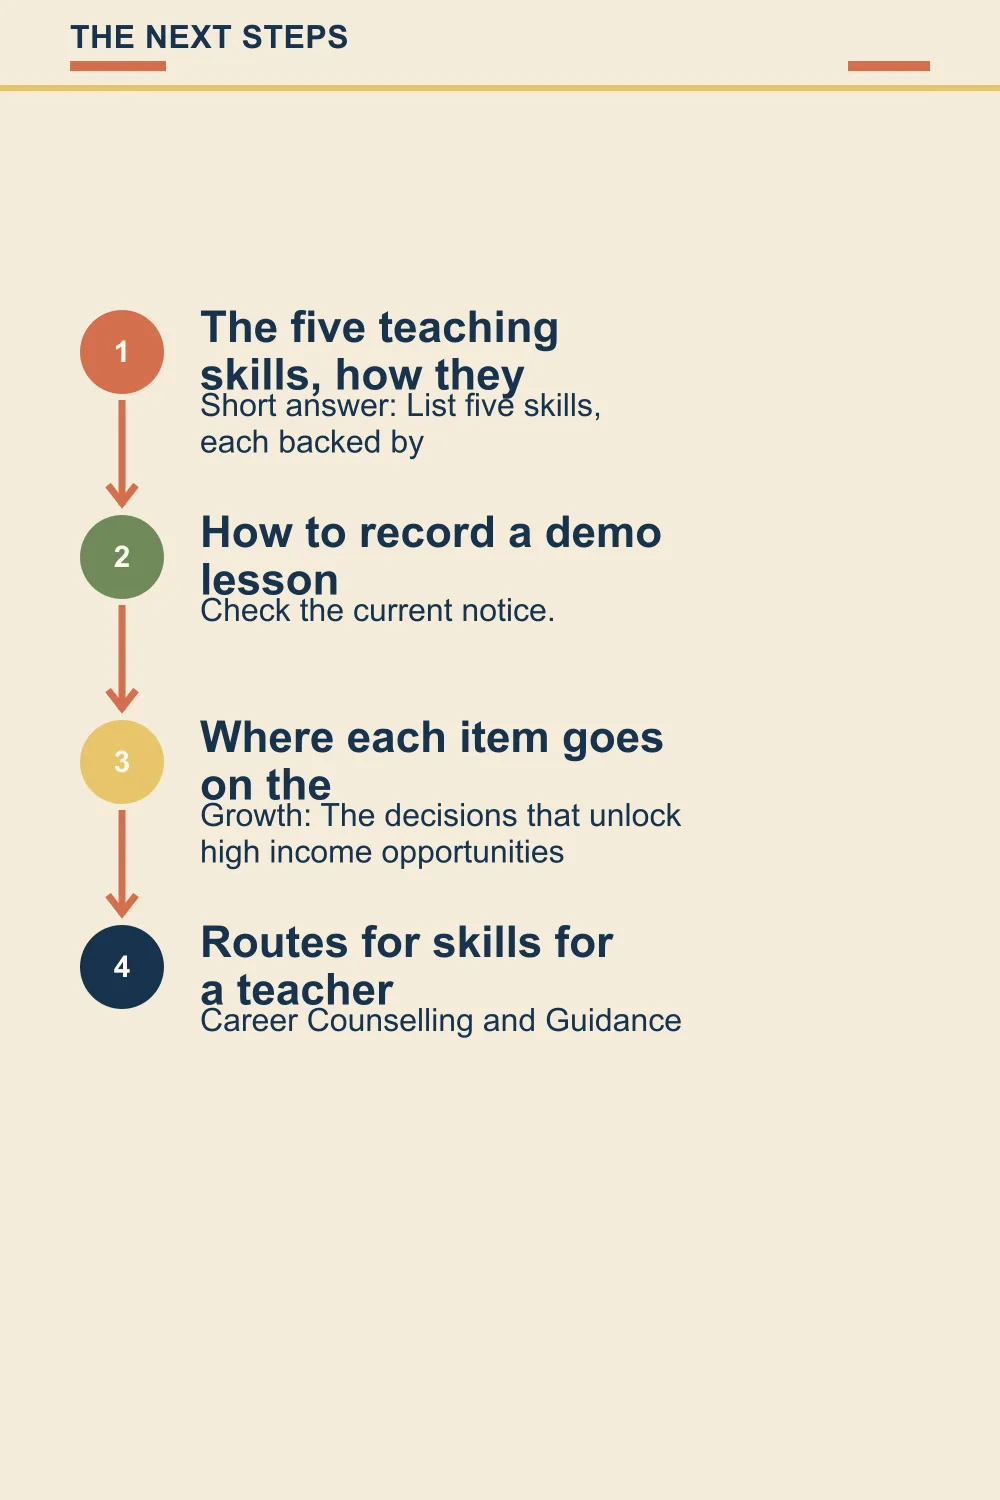 THE NEXT STEPS
1
The five teaching
skills, how they
Short answer: List five skills,
each backed by
2
How to record a demo
lesson
Check the current notice.
3
Where each item goes
on the
Growth: The decisions that unlock
high income opportunities
4
Routes for skills for
a teacher
Career Counselling and Guidance